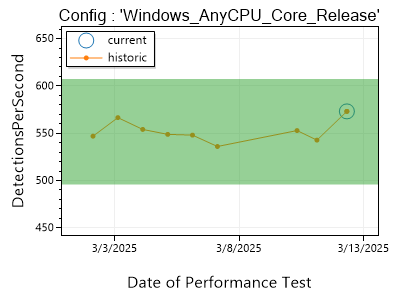 Config : 'Windows_AnyCPU_Core_Release'
current
historic
DetectionsPerSecond
650
600
550
500
450
3/3/2025
3/8/2025
3/13/2025
Date of Performance Test